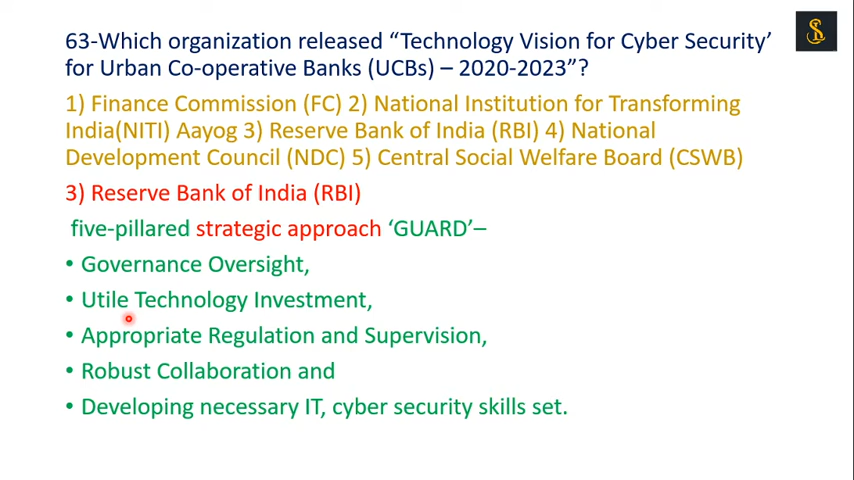 63-Which organization released “Technology Vision for Cyber Security’
for Urban Co-operative Banks (UCBs) – 2020-2023”?
1) Finance Commission (FC) 2) National Institution for Transforming
India(NITI) Aayog 3) Reserve Bank of India (RBI) 4) National
Development Council (NDC) 5) Central Social Welfare Board (CSWB)
3) Reserve Bank of India (RBI)
five-pillared strategic approach ‘GUARD’–
• Governance Oversight,
• Utile Technology Investment,
• Appropriate Regulation and Supervision,
• Robust Collaboration and
• Developing necessary IT, cyber security skills set.